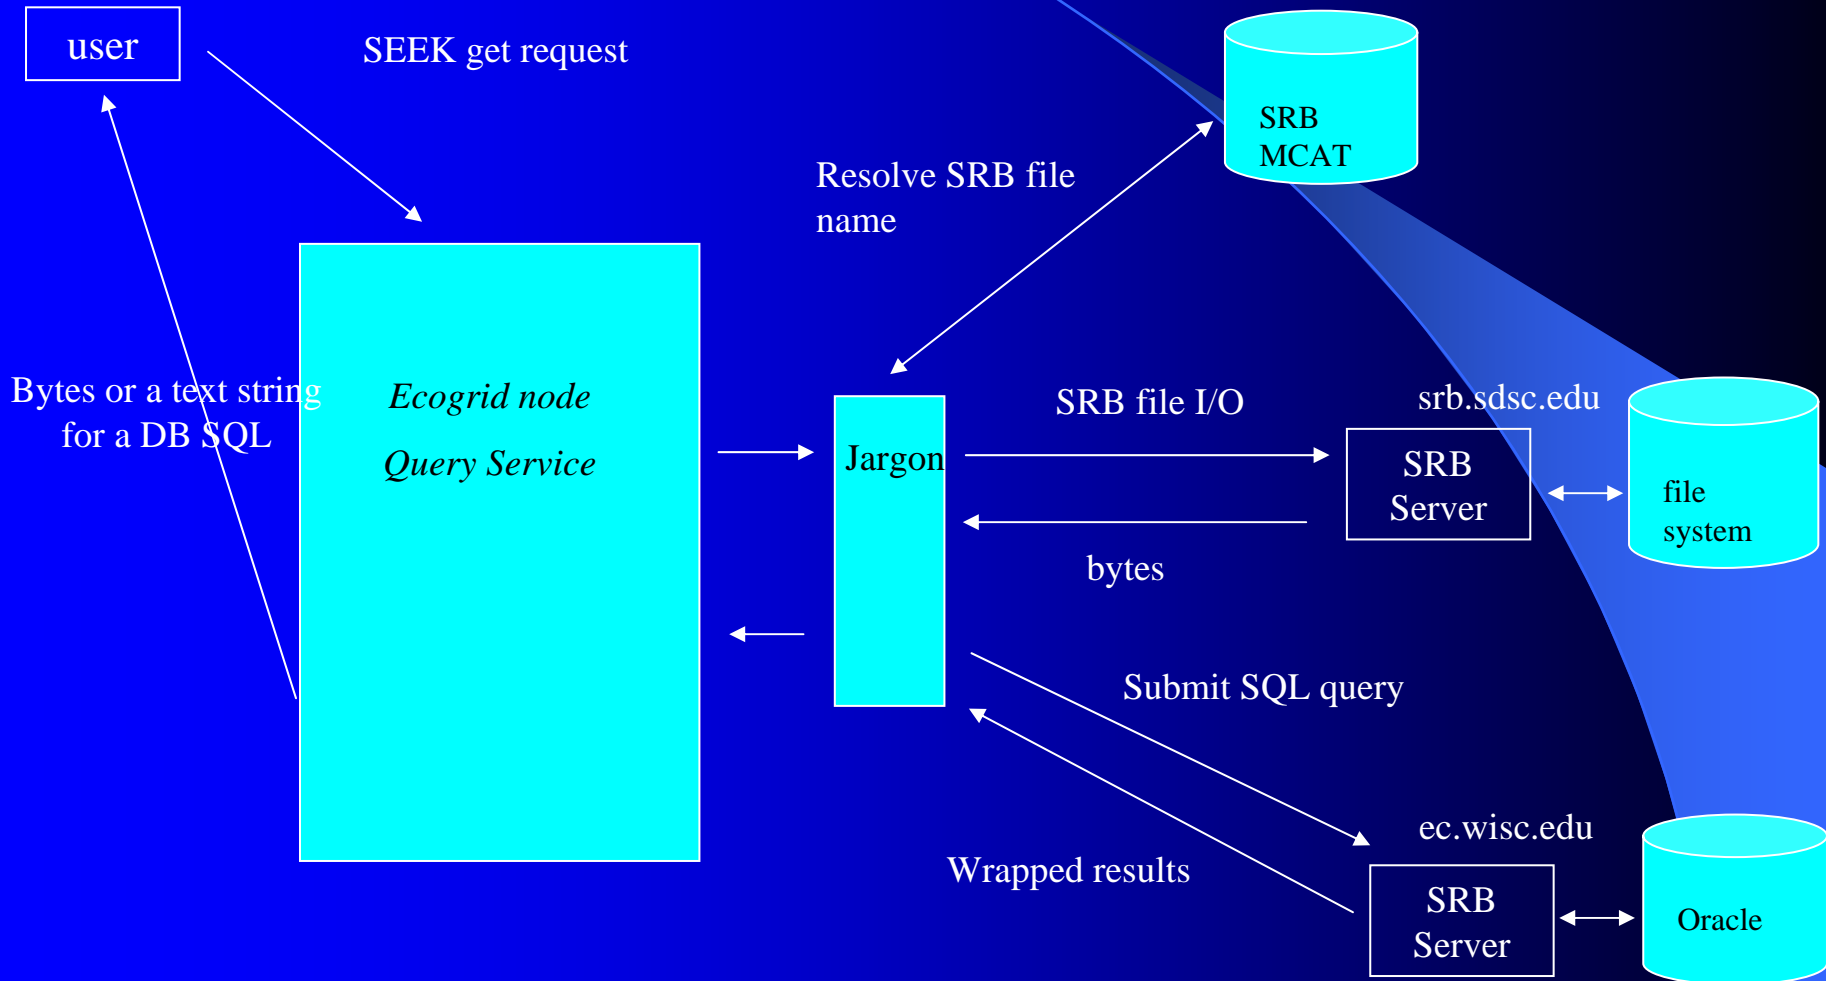 user
SEEK get request
SRB
MCAT
Resolve SRB file
name
Bytes or a text string
for a DB SQL
Ecogrid node
Query Service
Jargon
SRB file I/O
srb.sdsc.edu
SRB
Server
file
system
bytes
Submit SQL query
ec.wisc.edu
Wrapped results
SRB
Server
Oracle